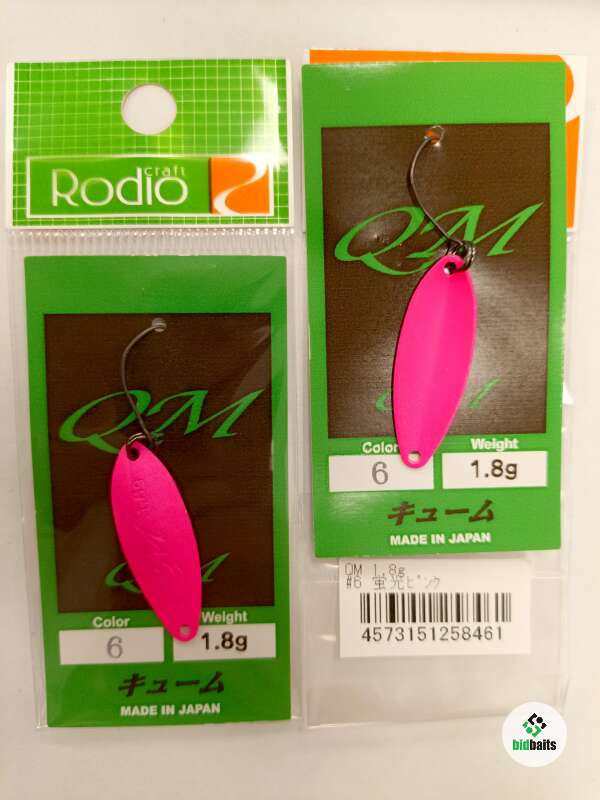 Rodio
craft
QM
QM
Color
Weight
6
1.8g
キューム
MADE IN JAPAN
QM
QM
Color
Weight
6
1.8g
キューム
MADE IN JAPAN
QM 1.8g
#6 蛍光ピンク
4573151258461
bidbaits